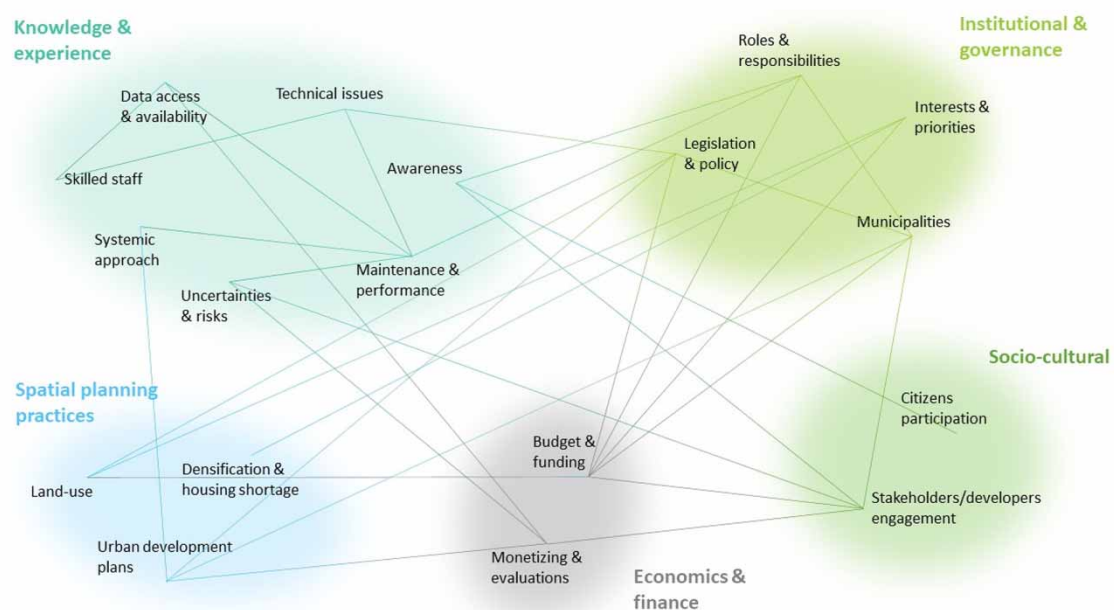 Knowledge &
experience
Institutional &
governance
Roles &
responsibilities
Data access
& availability
Technical issues
Interests &
priorities
Legislation
& policy
Awareness
Skilled staff
Municipalities
Systemic
approach
Maintenance &
performance
Uncertainties
& risks
Socio-cultural
Spatial planning
practices
Citizens
participation
Budget &
funding
Densification &
housing shortage
Land-use
Stakeholders/developers
engagement
Urban development
plans
Monetizing &
evaluations
Economics &
finance